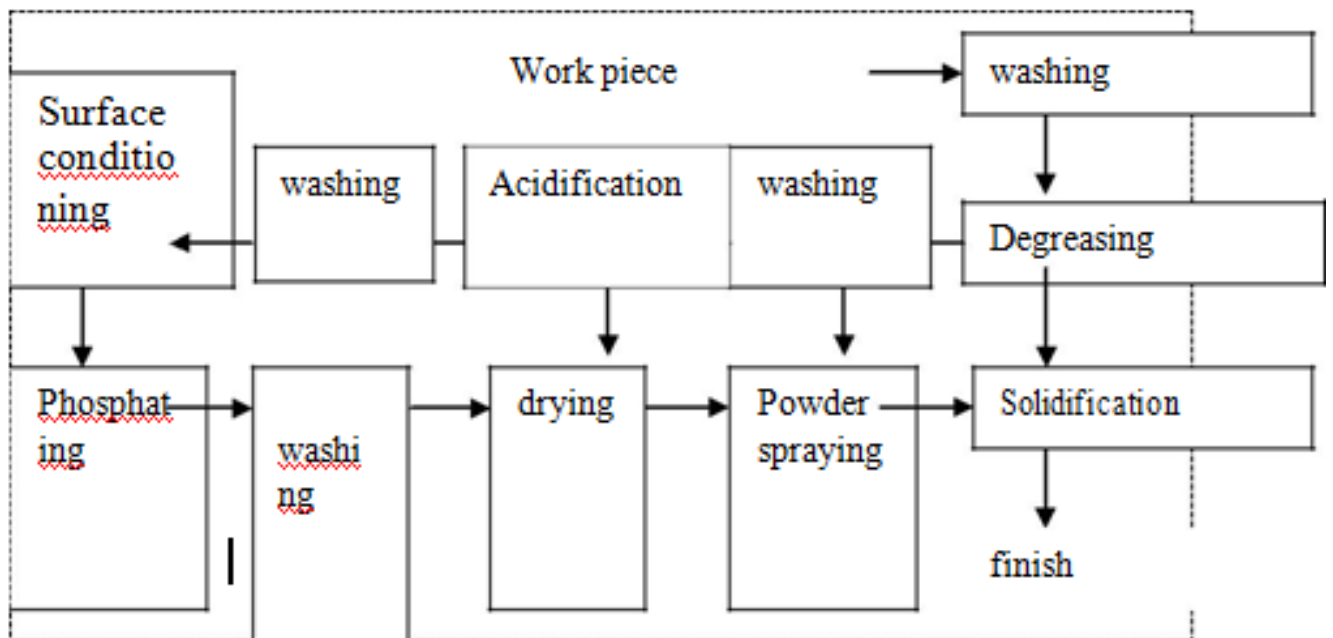 Work piece
washing
Surface
conditio
ning
washing
Acidification
washing
Degreasing
Phosphat
ing
washi
ng
drying
Powder
spraying
Solidification
finish